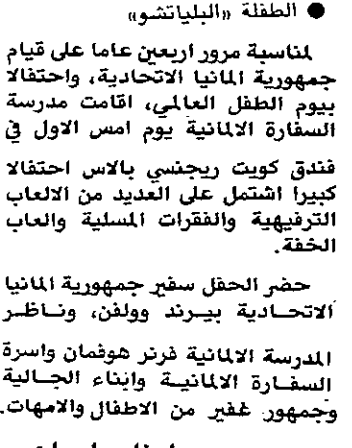 ● الطفلة «البلياتشو»
لمناسبة مرور اربعين عاما على قيام
جمهورية المانيا الاتحادية، واحتفالا
بيوم الطفل العالمي، اقامت مدرسة
السفارة الالمانية يوم امس الاول في
فندق كويت ريجنسي بالاس احتفالا
كبيرا اشتمل على العديد من الالعاب
الترفيهية والفقرات المسلية والعاب
الخفة.
حضر الحفل سفير جمهورية المانيا
الاتحادية بيرند وولفن، وناظر
المدرسة الالمانية فرنر هوفمان واسرة
السفارة الالمانية وابناء الجالية
وجمهور غفير من الاطفال والامهات.